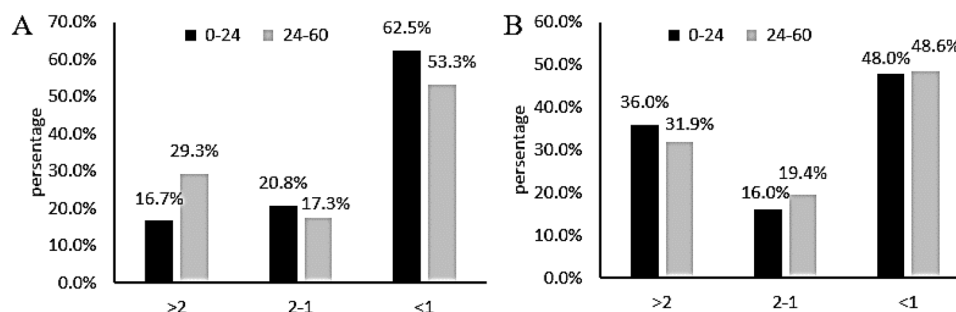 A
70.0%
60.0%
50.0%
40.0%
30.0%
20.0%
10.0%
0.0%
persentage
0-24 24-60
16.7% 29.3% 20.8% 17.3% 62.5% 53.3%
>2 2-1 <1
B
60.0%
50.0%
40.0%
30.0%
20.0%
10.0%
0.0%
persentage
0-24 24-60
36.0% 31.9% 16.0% 19.4% 48.0% 48.6%
>2 2-1 <1